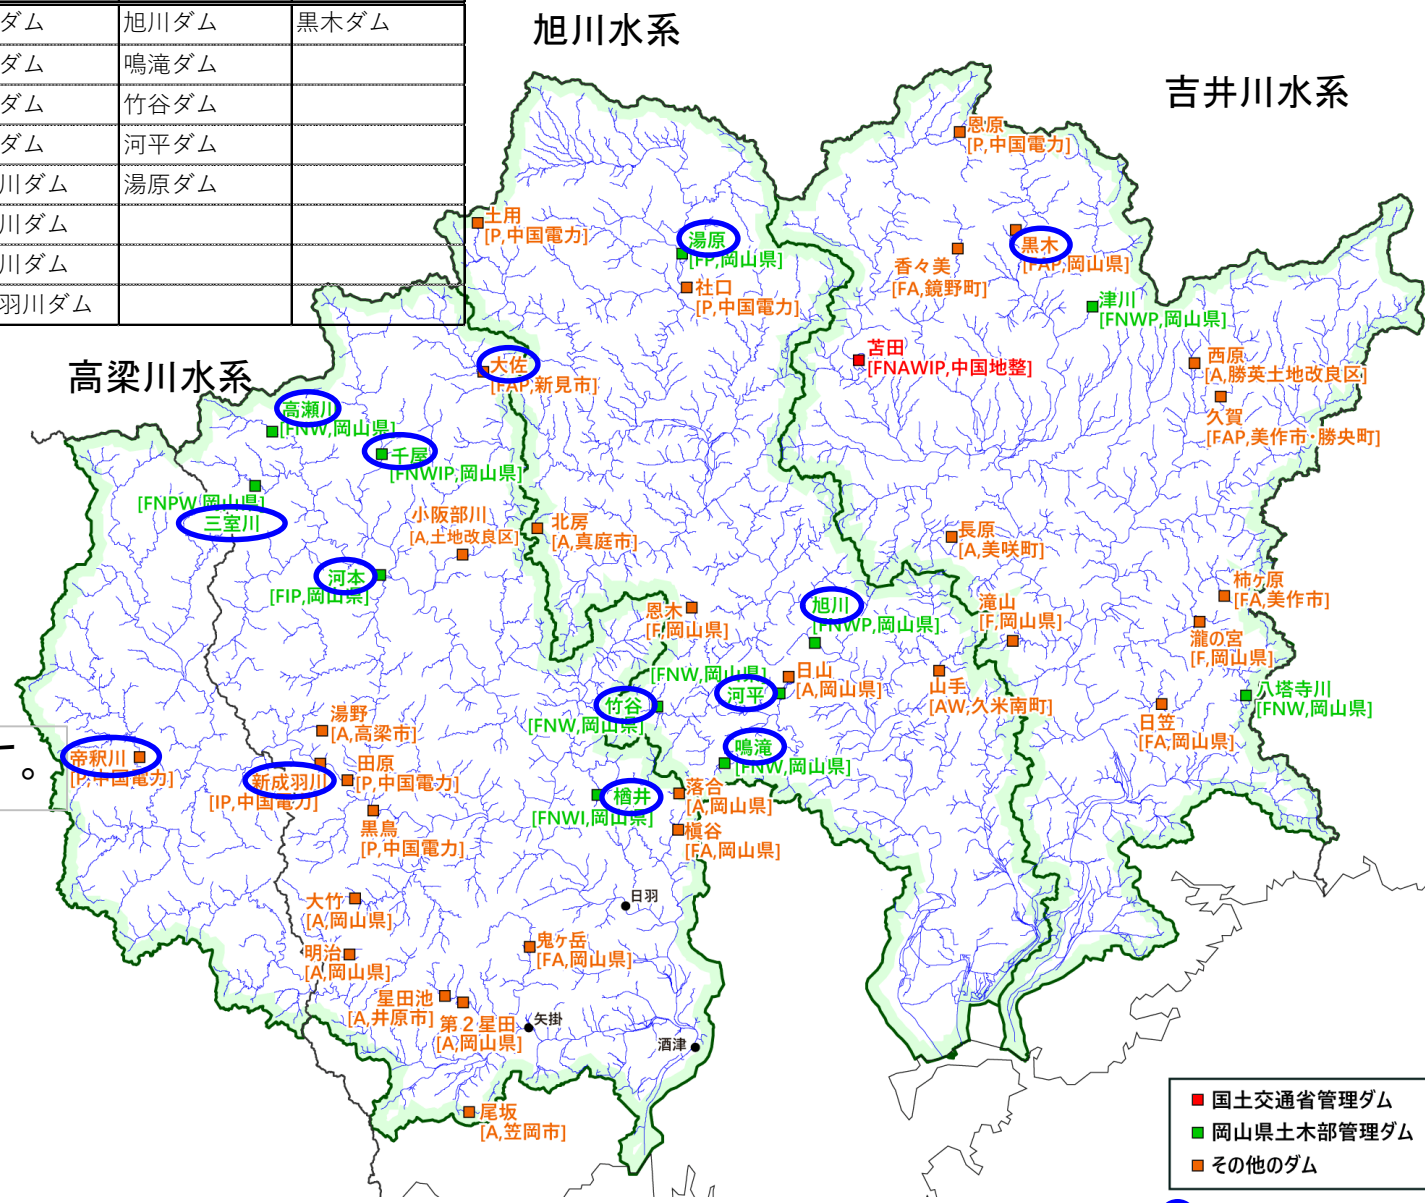 ダム 旭川ダム 黒木ダム
ダム 鳴滝ダム
ダム 竹谷ダム
ダム 河平ダム
川ダム 湯原ダム
川ダム
川ダム
羽川ダム
旭川水系
吉井川水系
高梁川水系
恩原
[P,中国電力]
土用
[P,中国電力]
湯原
[FP,岡山県]
社口
[P,中国電力]
黒木
[FAP,岡山県]
香々美
[FA,鏡野町]
津川
[FNWP,岡山県]
苫田
[FNAWIP,中国地整]
西原
[A,勝英土地改良区]
久賀
[FAP,美作市・勝央町]
大佐
[FAP,新見市]
高瀬川
[FNW,岡山県]
千屋
[FNWIP,岡山県]
[FNPW,岡山県]
三室川
小阪部川
[A,土地改良区]
北房
[A,真庭市]
長原
[A,美咲町]
河本
[FIP,岡山県]
柿ヶ原
[FA,美作市]
恩木
[F,岡山県]
旭川
[FNWP,岡山県]
滝山
[F,岡山県]
瀧の宮
[F,岡山県]
[FNW,岡山県]
河平
日山
[A,岡山県]
山手
[AW,久米南町]
八塔寺川
[FNW,岡山県]
竹谷
[FNW,岡山県]
日笠
[FA,岡山県]
湯野
[A,高梁市]
鳴滝
[FNW,岡山県]
帝釈川
[P,中国電力]
新成羽川
[IP,中国電力]
田原
[P,中国電力]
楢井
[FNWI,岡山県]
落合
[A,岡山県]
黒鳥
[P,中国電力]
槇谷
[FA,岡山県]
大竹
[A,岡山県]
日羽
明治
[A,岡山県]
鬼ヶ岳
[FA,岡山県]
星田池
[A,井原市]
第2星田
[A,岡山県]
矢掛
酒津
尾坂
[A,笠岡市]
。
国土交通省管理ダム
岡山県土木部管理ダム
その他のダム